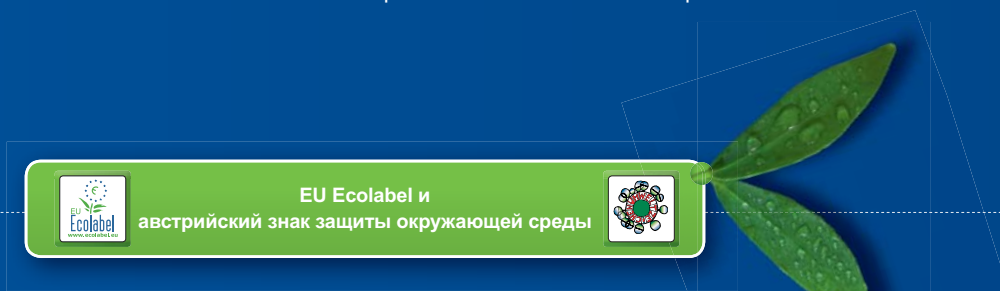 EU Ecolabel и
австрийский знак защиты окружающей среды
EU
Ecolabel
www.ecolabel.eu